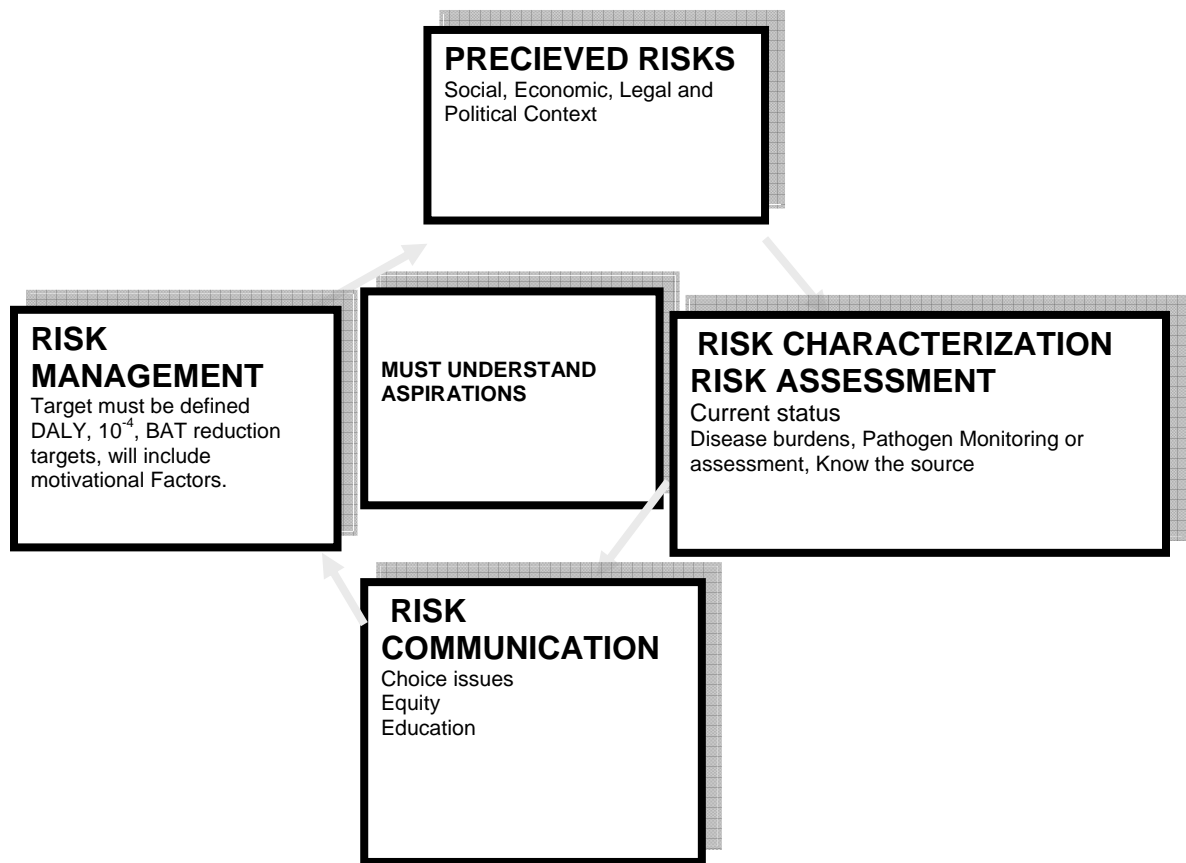 PRECIEVED RISKS
Social, Economic, Legal and
Political Context
RISK
MANAGEMENT
Target must be defined
DALY, 10⁻⁴, BAT reduction
targets, will include
motivational Factors.
MUST UNDERSTAND
ASPIRATIONS
RISK CHARACTERIZATION
RISK ASSESSMENT
Current status
Disease burdens, Pathogen Monitoring or
assessment, Know the source
RISK
COMMUNICATION
Choice issues
Equity
Education